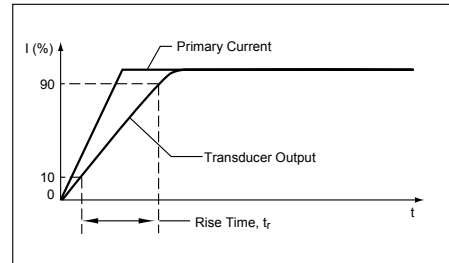 I (%)
Primary Current
90
Transducer Output
10
0
t
Rise Time, tr